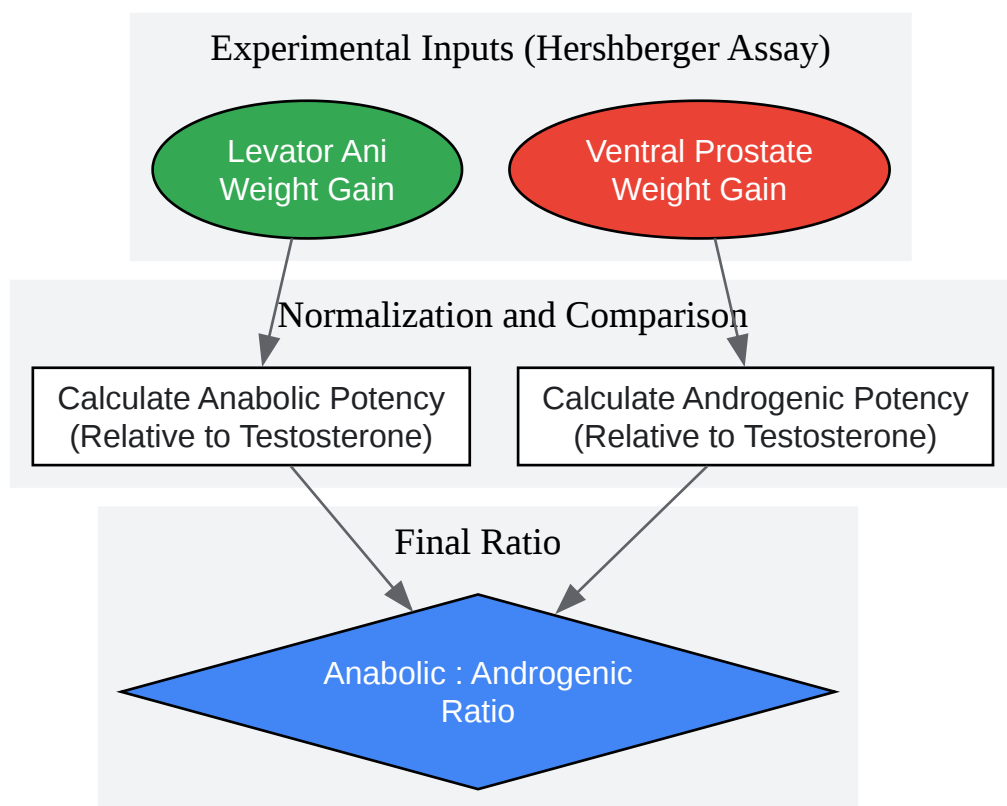 Experimental Inputs (Hershberger Assay)
Levator Ani
Weight Gain
Ventral Prostate
Weight Gain
Normalization and Comparison
Calculate Anabolic Potency
(Relative to Testosterone)
Calculate Androgenic Potency
(Relative to Testosterone)
Final Ratio
Anabolic : Androgenic
Ratio